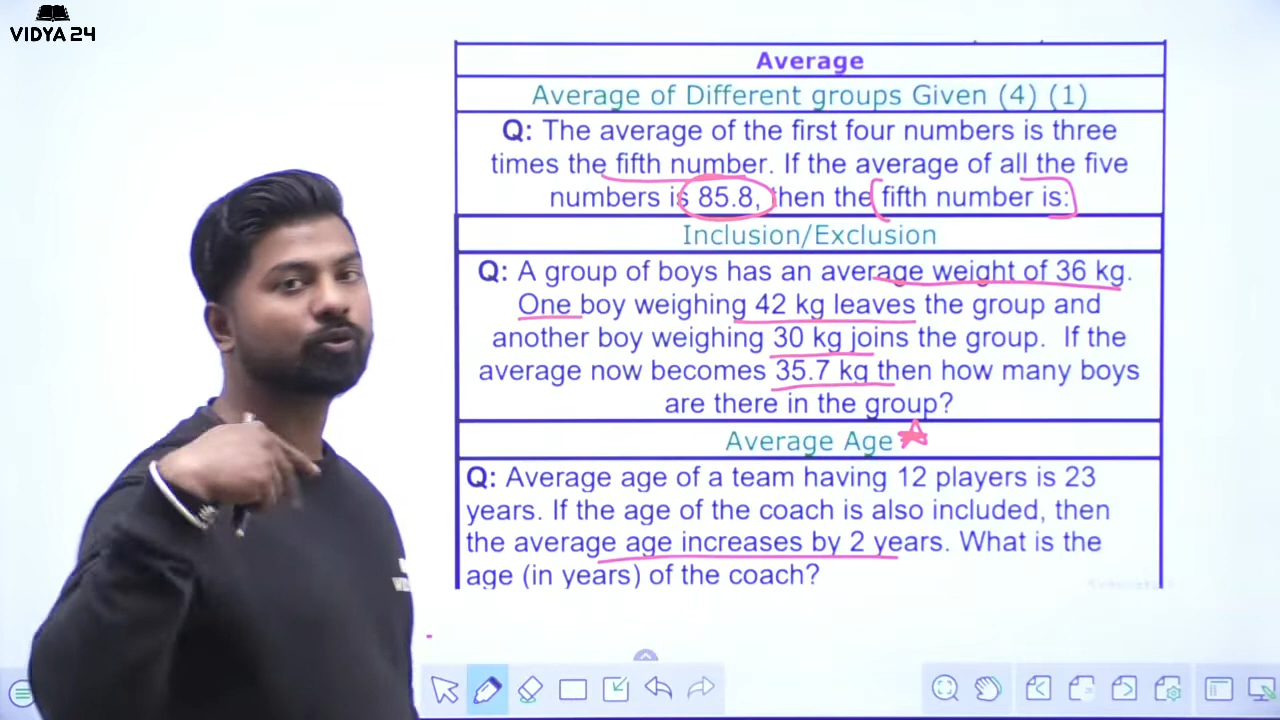 VIDYA 24
Average
Average of Different groups Given (4) (1)
Q: The average of the first four numbers is three
times the fifth number. If the average of all the five
numbers is 85.8, then the fifth number is:
Inclusion/Exclusion
Q: A group of boys has an average weight of 36 kg.
One boy weighing 42 kg leaves the group and
another boy weighing 30 kg joins the group. If the
average now becomes 35.7 kg then how many boys
are there in the group?
Average Age
Q: Average age of a team having 12 players is 23
years. If the age of the coach is also included, then
the average age increases by 2 years. What is the
age (in years) of the coach?